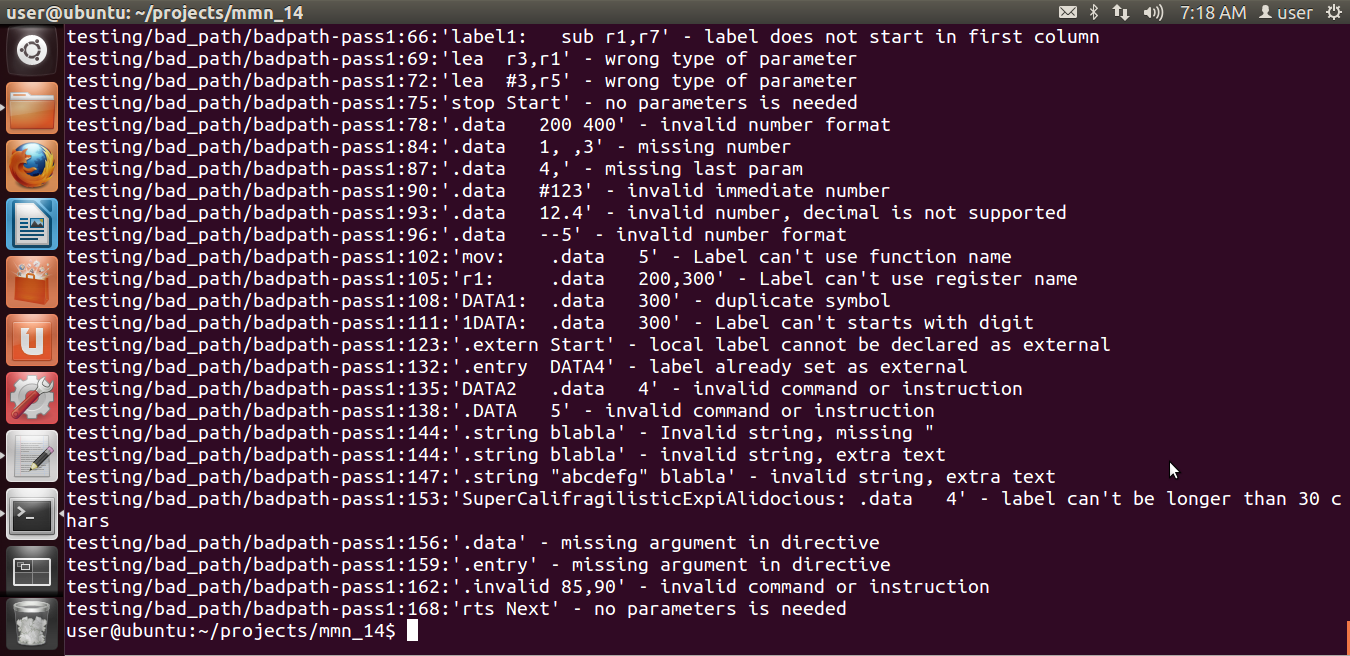 user@ubuntu: ~/projects/mmn_14 7:18 AM user
testing/bad_path/badpath-pass1:66:'label1:   sub r1,r7' - label does not start in first column
testing/bad_path/badpath-pass1:69:'lea  r3,r1' - wrong type of parameter
testing/bad_path/badpath-pass1:72:'lea  #3,r5' - wrong type of parameter
testing/bad_path/badpath-pass1:75:'stop Start' - no parameters is needed
testing/bad_path/badpath-pass1:78:'.data   200 400' - invalid number format
testing/bad_path/badpath-pass1:84:'.data   1, ,3' - missing number
testing/bad_path/badpath-pass1:87:'.data   4,' - missing last param
testing/bad_path/badpath-pass1:90:'.data   #123' - invalid immediate number
testing/bad_path/badpath-pass1:93:'.data   12.4' - invalid number, decimal is not supported
testing/bad_path/badpath-pass1:96:'.data   --5' - invalid number format
testing/bad_path/badpath-pass1:102:'mov:    .data   5' - Label can't use function name
testing/bad_path/badpath-pass1:105:'r1:     .data   200,300' - Label can't use register name
testing/bad_path/badpath-pass1:108:'DATA1:  .data   300' - duplicate symbol
testing/bad_path/badpath-pass1:111:'1DATA:  .data   300' - Label can't starts with digit
testing/bad_path/badpath-pass1:123:'.extern Start' - local label cannot be declared as external
testing/bad_path/badpath-pass1:132:'.entry  DATA4' - label already set as external
testing/bad_path/badpath-pass1:135:'DATA2   .data   4' - invalid command or instruction
testing/bad_path/badpath-pass1:138:'.DATA   5' - invalid command or instruction
testing/bad_path/badpath-pass1:144:'.string blabla' - Invalid string, missing "
testing/bad_path/badpath-pass1:144:'.string blabla' - invalid string, extra text
testing/bad_path/badpath-pass1:147:'.string "abcdefg" blabla' - invalid string, extra text
testing/bad_path/badpath-pass1:153:'SuperCalifragilisticExpiAlidocious: .data   4' - label can't be longer than 30 c
hars
testing/bad_path/badpath-pass1:156:'.data' - missing argument in directive
testing/bad_path/badpath-pass1:159:'.entry' - missing argument in directive
testing/bad_path/badpath-pass1:162:'.invalid 85,90' - invalid command or instruction
testing/bad_path/badpath-pass1:168:'rts Next' - no parameters is needed
user@ubuntu:~/projects/mmn_14$